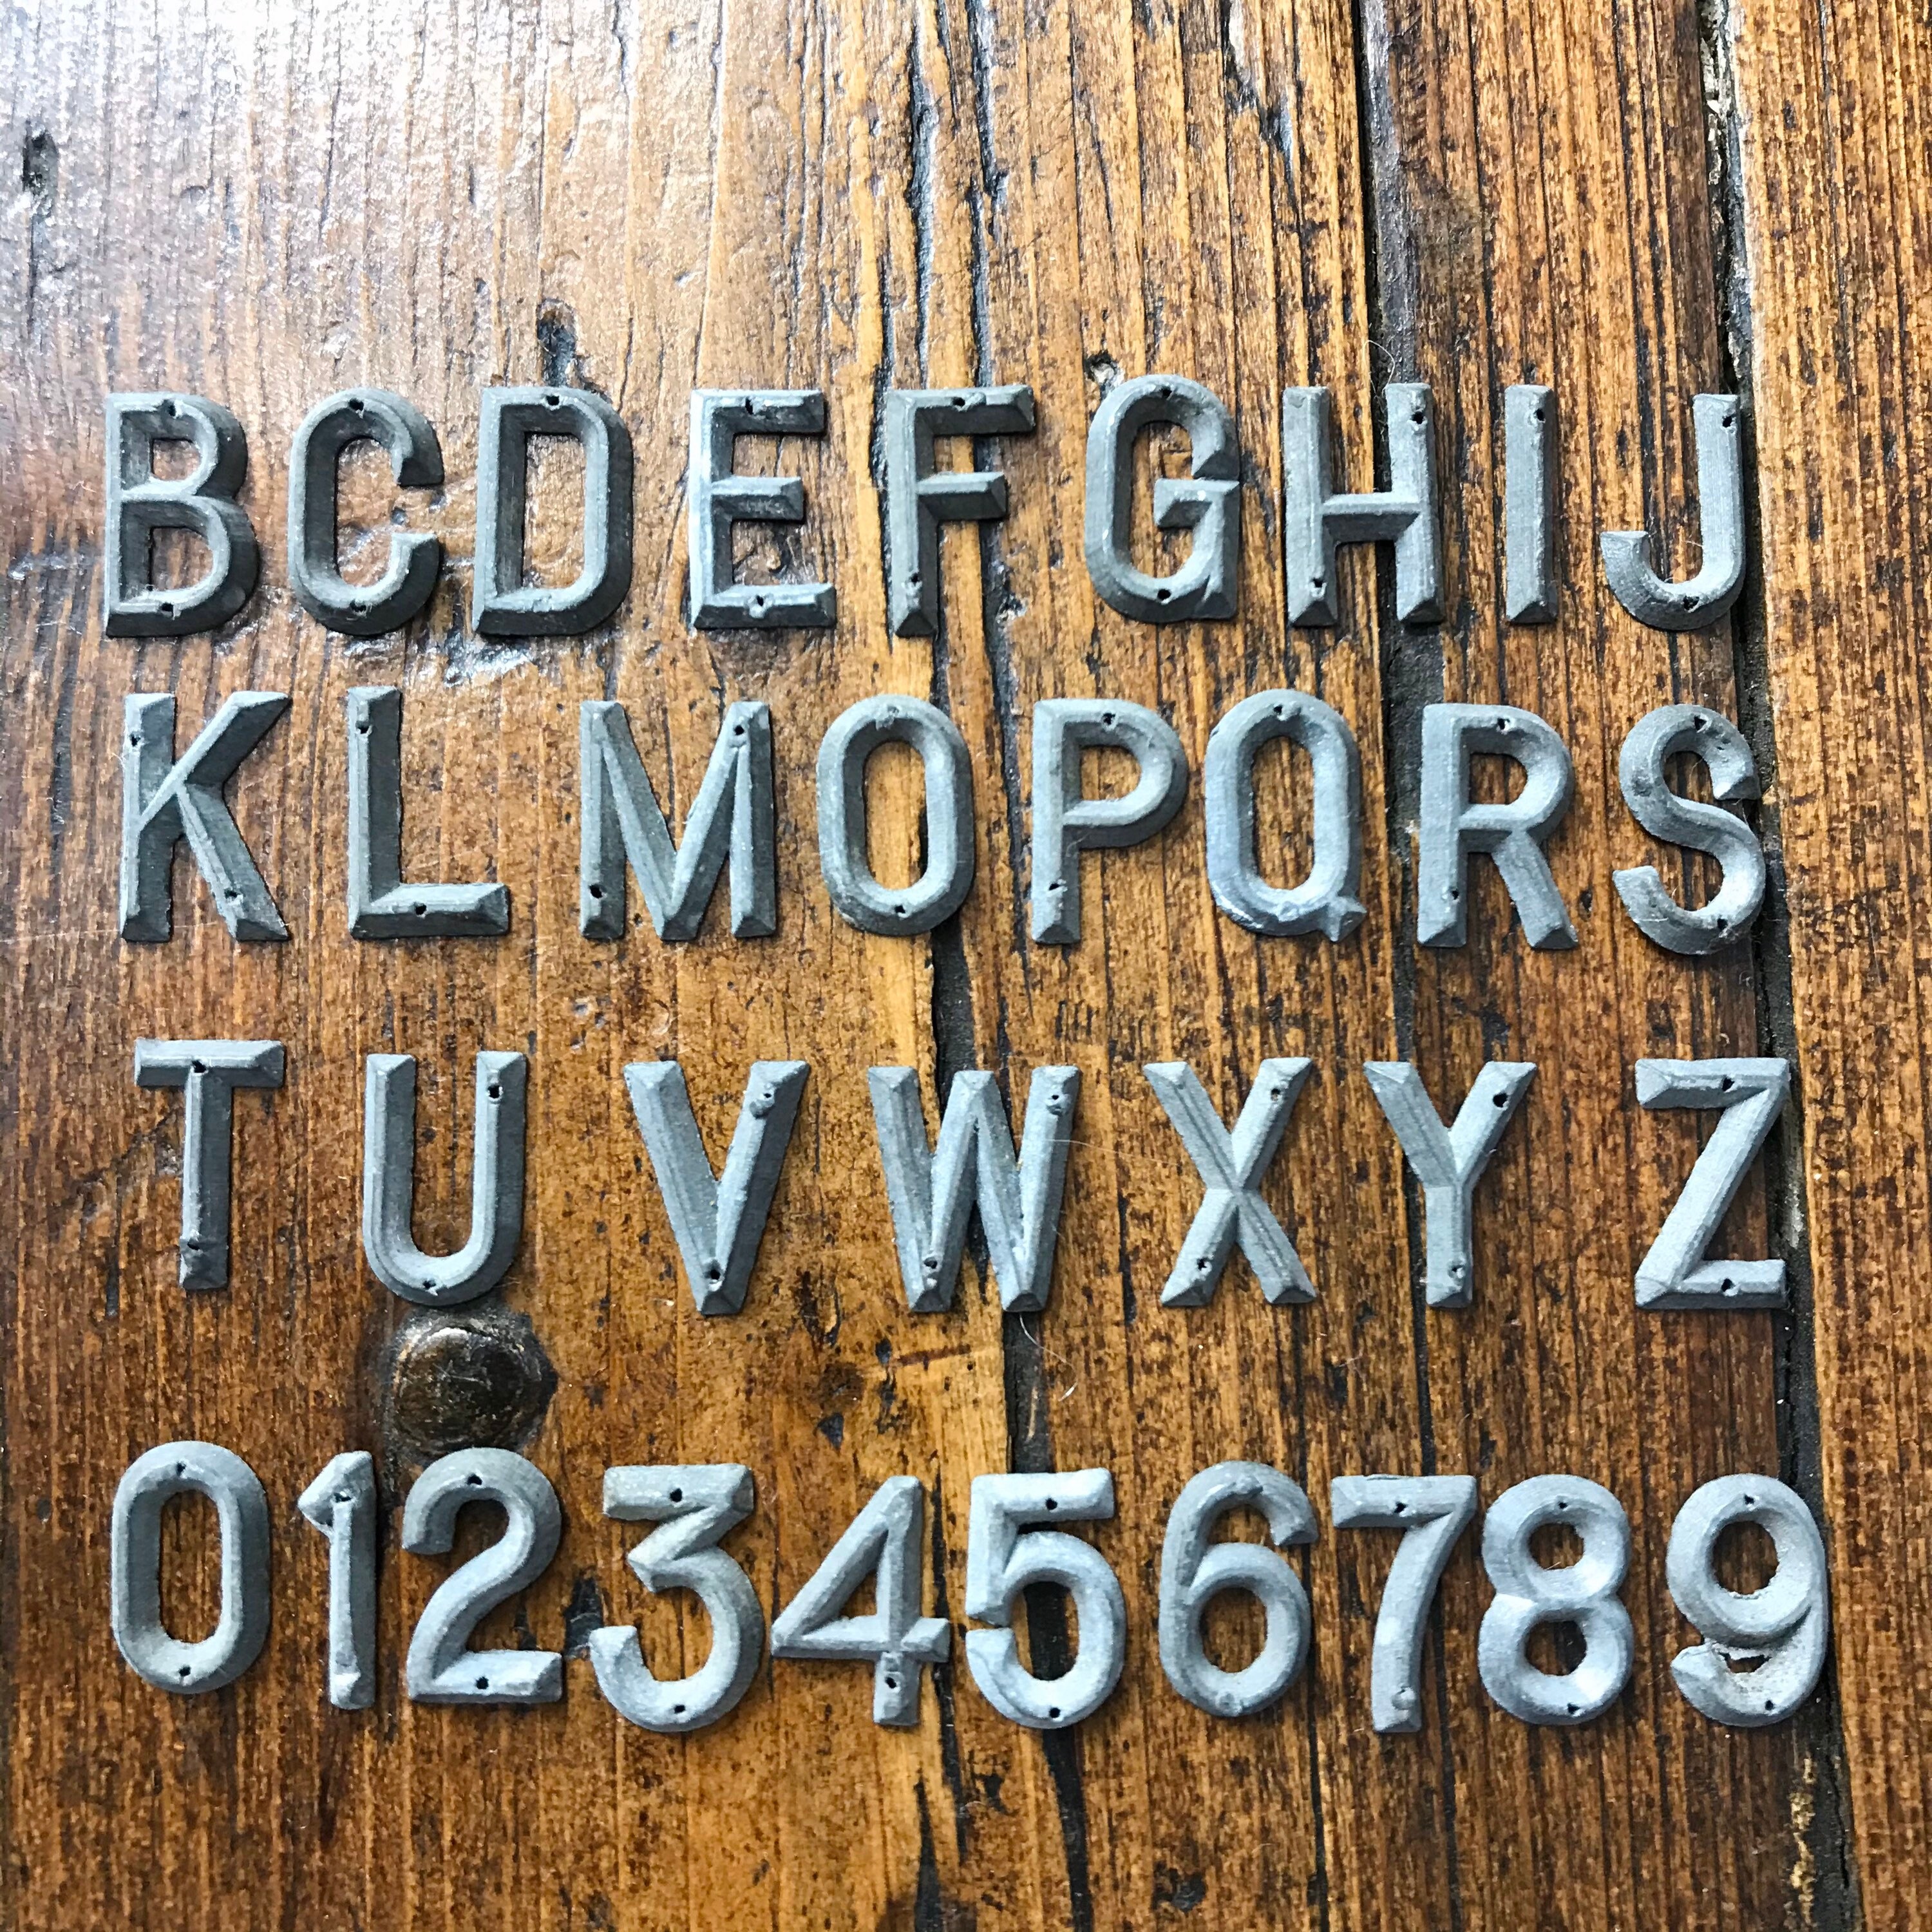 BCDEFGHIJ
KLMOPQRS
TUVWXYZ
0123456789